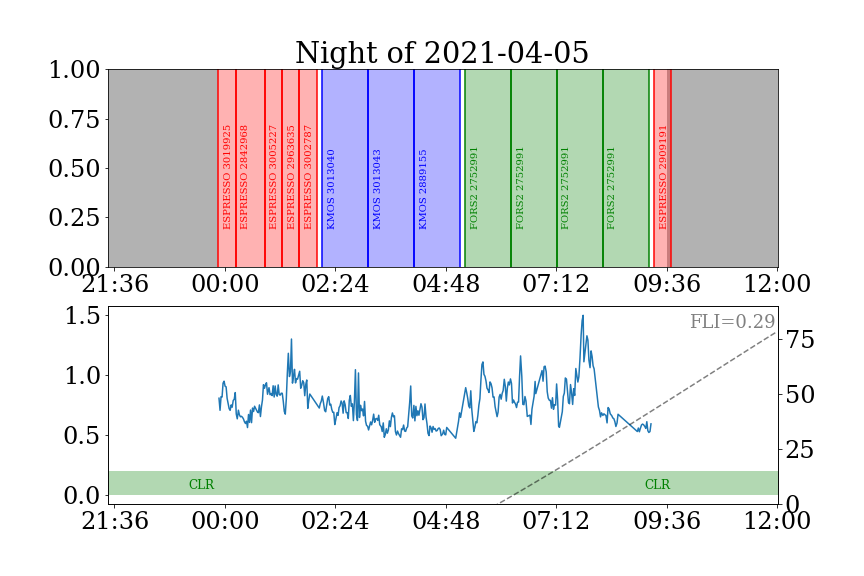 Night of 2021-04-05
1.00
0.75
0.50
0.25
0.00
ESPRESSO 3019925
ESPRESSO 2842968
ESPRESSO 3005227
ESPRESSO 2963635
ESPRESSO 3002787
KMOS 3013040
KMOS 3013043
KMOS 2889155
FORS2 2752991
FORS2 2752991
FORS2 2752991
FORS2 2752991
ESPRESSO 2909191
21:36 00:00 02:24 04:48 07:12 09:36 12:00
1.5
1.0
0.5
0.0
FLI=0.29
75
50
25
0
CLR CLR
21:36 00:00 02:24 04:48 07:12 09:36 12:00